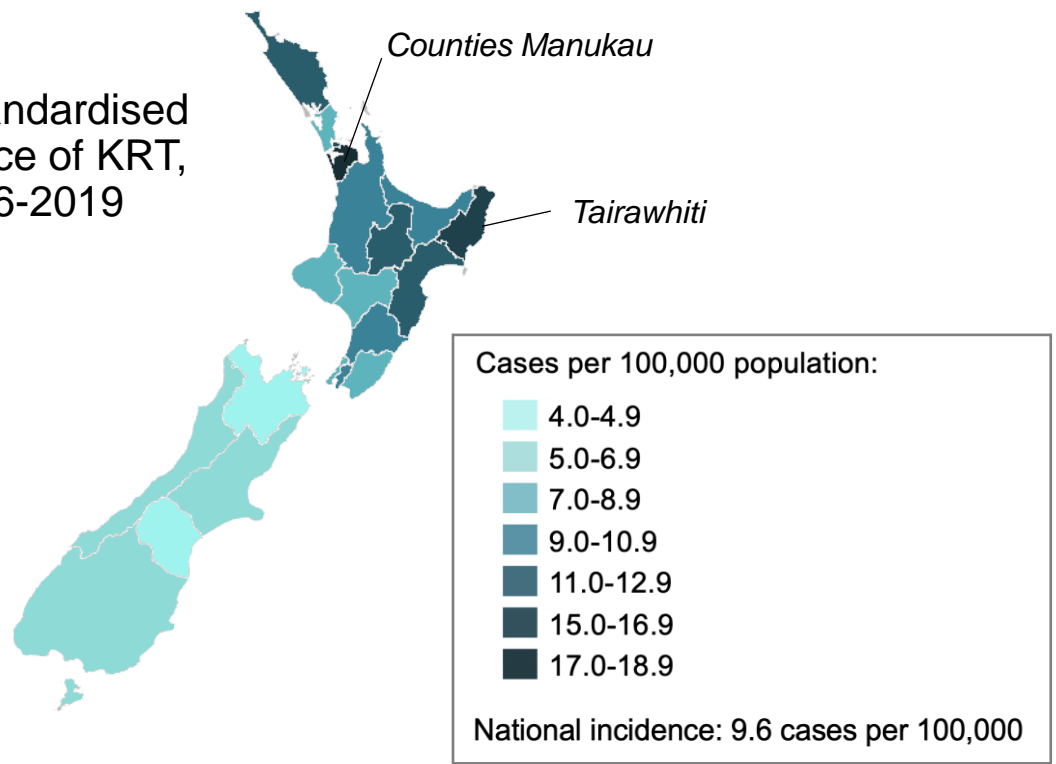 Counties Manukau
ndardised
ce of KRT,
6-2019
Tairawhiti
Cases per 100,000 population:
4.0-4.9
5.0-6.9
7.0-8.9
9.0-10.9
11.0-12.9
15.0-16.9
17.0-18.9
National incidence: 9.6 cases per 100,000